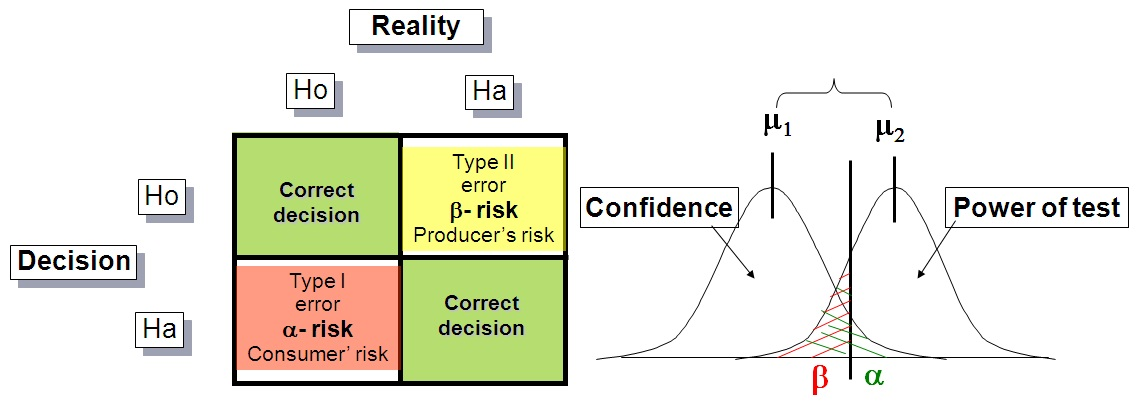 Reality
Ho
Ha
Decision
Ho
Ha
Correct
decision
Type II
error
β- risk
Producer's risk
Type I
error
α- risk
Consumer' risk
Correct
decision
μ1
μ2
Confidence
Power of test
β
α